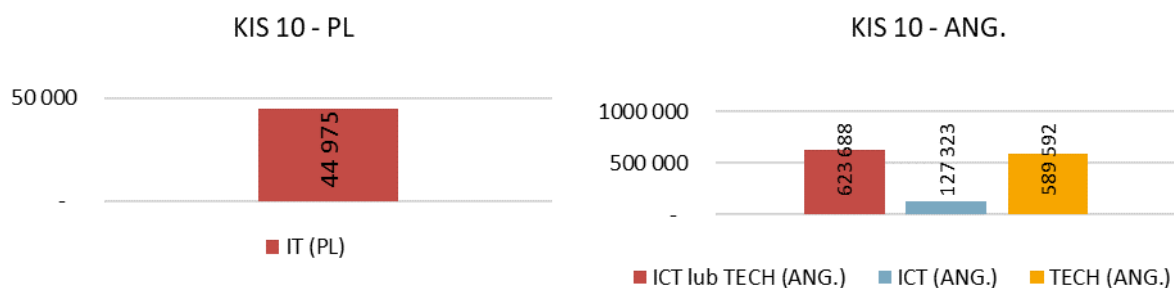 KIS 10 - PL
50 000
44 975
-
IT (PL)
KIS 10 - ANG.
1000 000
500 000
623 688
127 323
589 592
-
ICT lub TECH (ANG.)
ICT (ANG.)
TECH (ANG.)